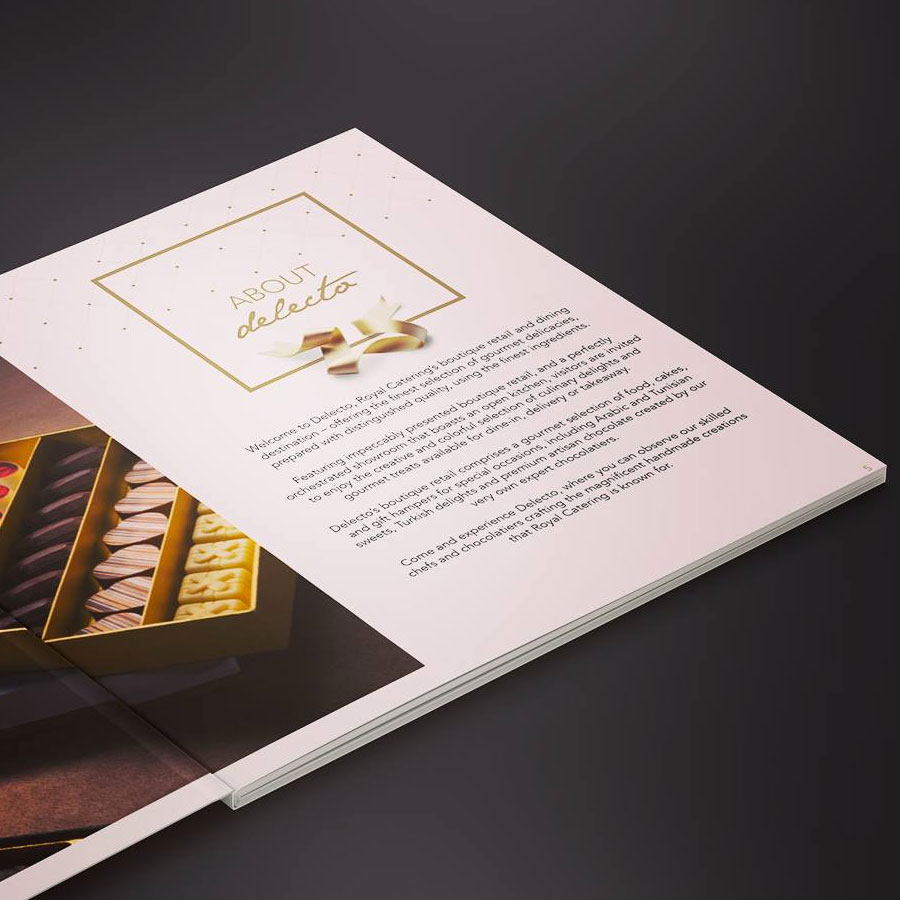 ABOUT
delecto
Welcome to Delecto, Royal Catering's boutique retail and dining
destination – offering the finest selection of gourmet delicacies,
prepared with distinguished quality, using the finest ingredients.
Featuring impeccably presented boutique retail, and a perfectly
orchestrated showroom that boasts an open kitchen, visitors are invited
to enjoy the creative and colorful selection of culinary delights and
gourmet treats available for dine-in, delivery or takeaway.
Delecto's boutique retail comprises a gourmet selection of food, cakes,
and gift hampers for special occasions, including Arabic and Tunisian
sweets, Turkish delights and premium artisan chocolate created by our
very own expert chocolatiers.
Come and experience Delecto, where you can observe our skilled
chefs and chocolatiers crafting the magnificent handmade creations
that Royal Catering is known for.
5